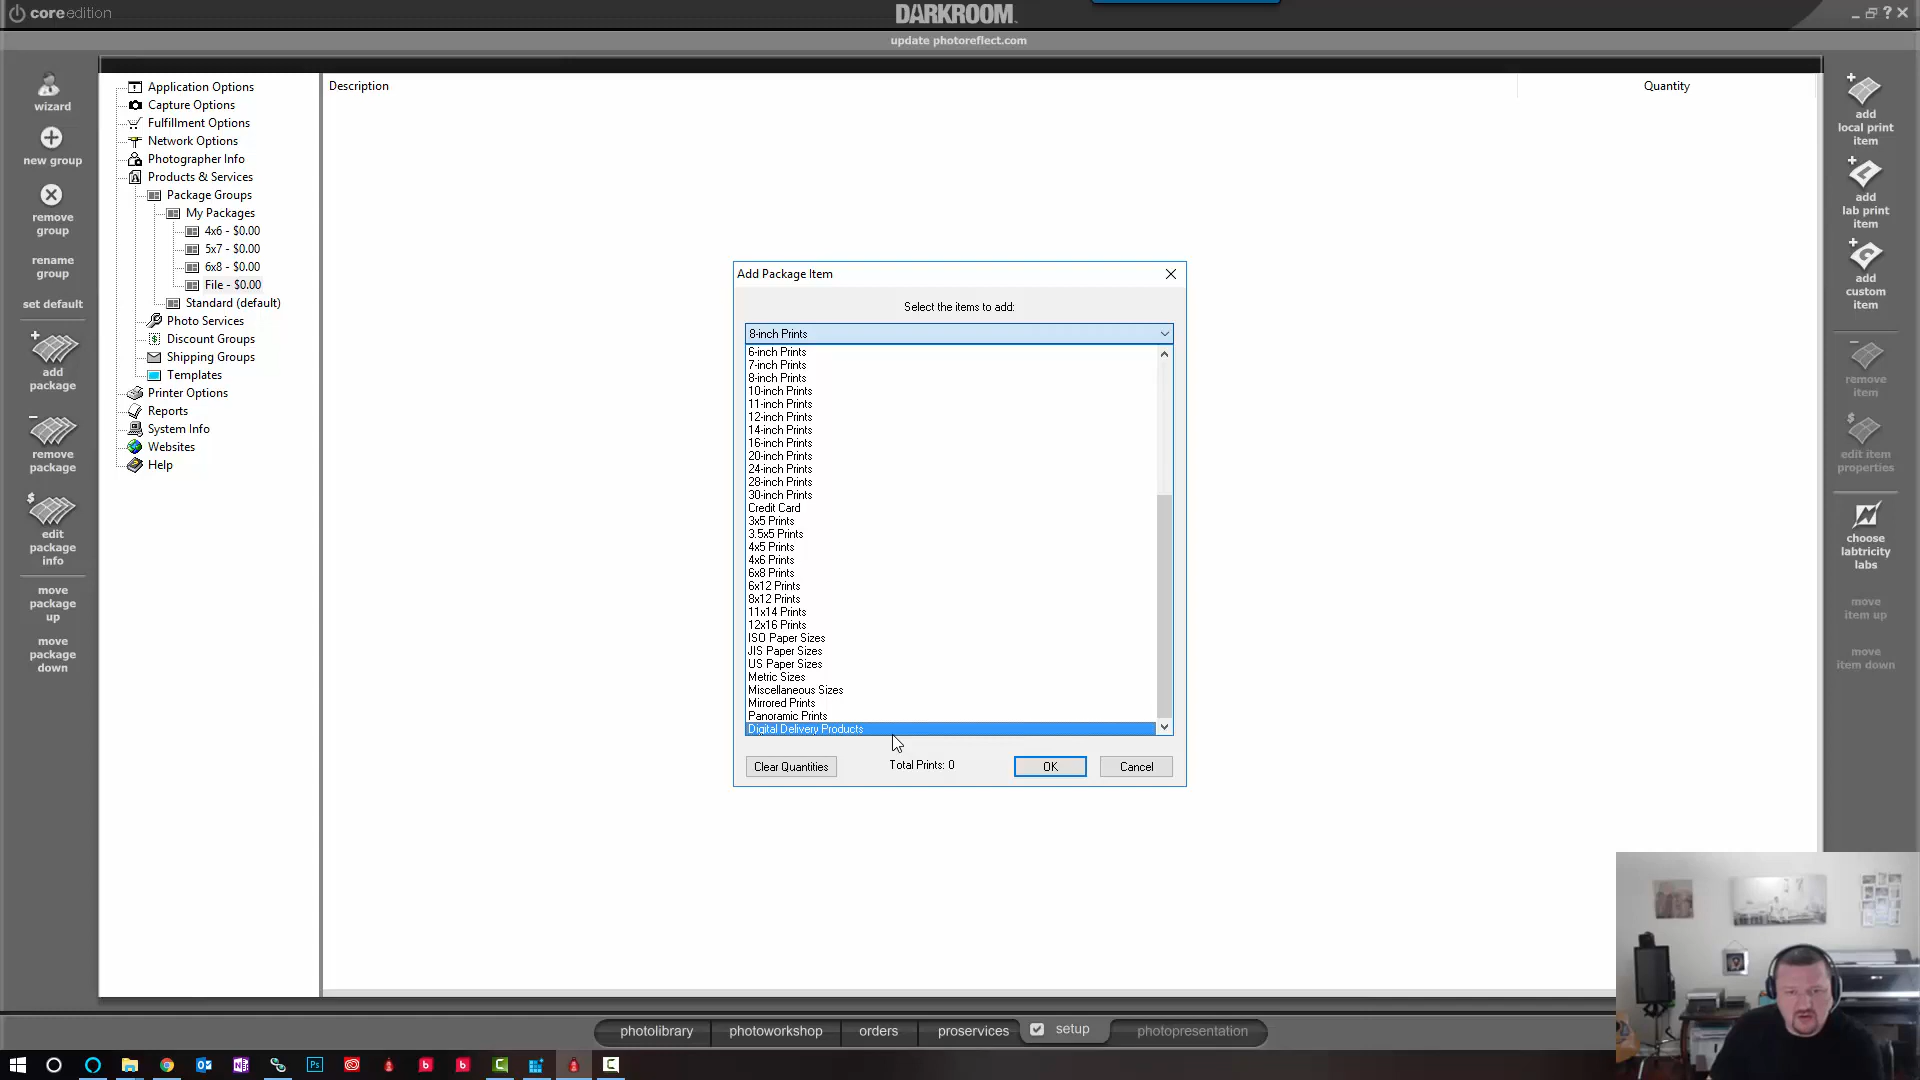 core edition
DARKROOM
update photoreflect.com
wizard
new group
remove
group
rename
group
set default
add
package
remove
package
edit
package
info
move
package
up
move
package
down
Application Options
Capture Options
Fulfillment Options
Network Options
Photographer Info
Products & Services
Package Groups
My Packages
4x6 - $0.00
5x7 - $0.00
6x8 - $0.00
File - $0.00
Standard (default)
Photo Services
Discount Groups
Shipping Groups
Templates
Printer Options
Reports
System Info
Websites
Help
Description
Quantity
Add Package Item
Select the items to add:
8-inch Prints
6-inch Prints
7-inch Prints
8-inch Prints
10-inch Prints
11-inch Prints
12-inch Prints
14-inch Prints
16-inch Prints
20-inch Prints
24-inch Prints
28-inch Prints
30-inch Prints
Credit Card
3x5 Prints
3.5x5 Prints
4x5 Prints
4x6 Prints
6x8 Prints
6x12 Prints
8x12 Prints
11x14 Prints
12x16 Prints
ISO Paper Sizes
JIS Paper Sizes
US Paper Sizes
Metric Sizes
Miscellaneous Sizes
Mirrored Prints
Panoramic Prints
Digital Delivery Products
Clear Quantities
Total Prints: 0
OK
Cancel
add
local print
item
add
lab print
item
add
custom
item
remove
item
edit item
properties
choose
labtricity
labs
move
item up
move
item down
photolibrary
photoworkshop
orders
proservices
setup
photopresentation